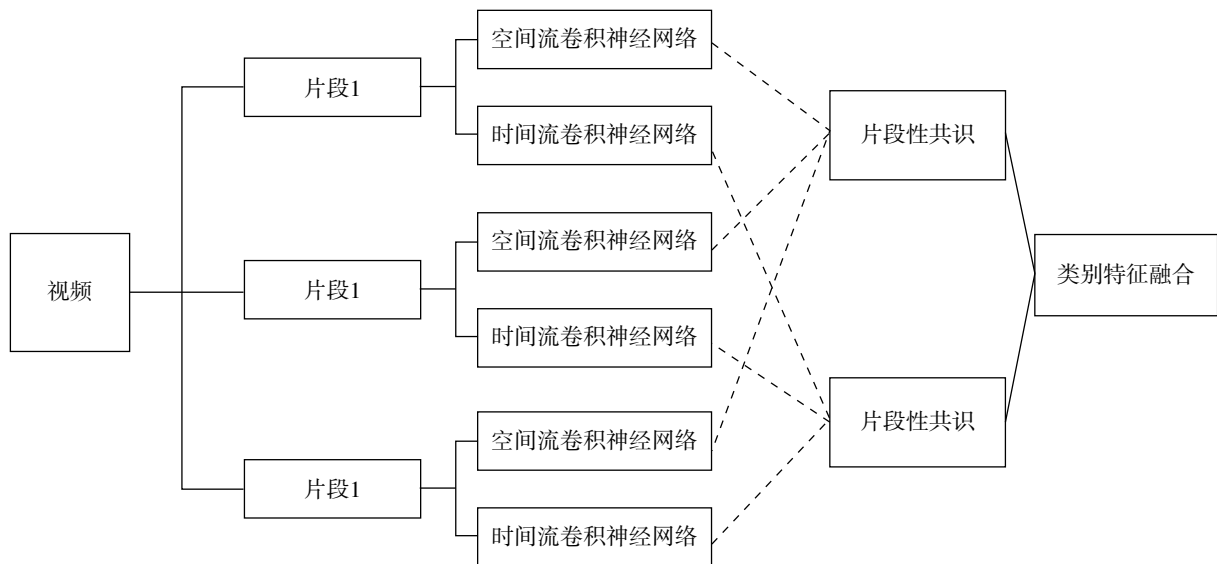 空间流卷积神经网络
片段1
时间流卷积神经网络
片段性共识
空间流卷积神经网络
视频
片段1
类别特征融合
时间流卷积神经网络
片段性共识
空间流卷积神经网络
片段1
时间流卷积神经网络